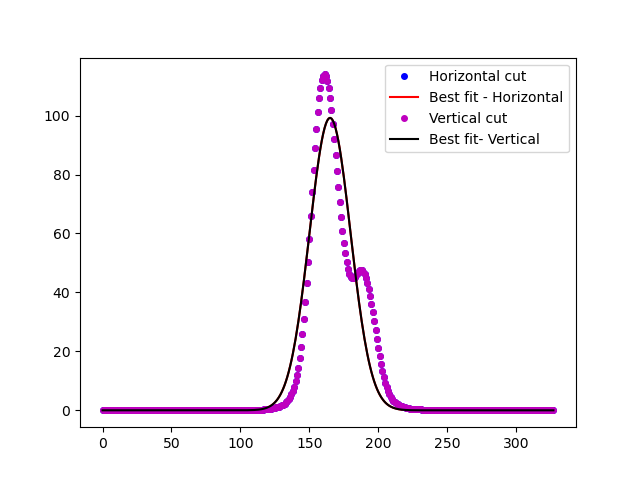 Horizontal cut
Best fit - Horizontal
Vertical cut
Best fit- Vertical
100
80
60
40
20
0
0 50 100 150 200 250 300